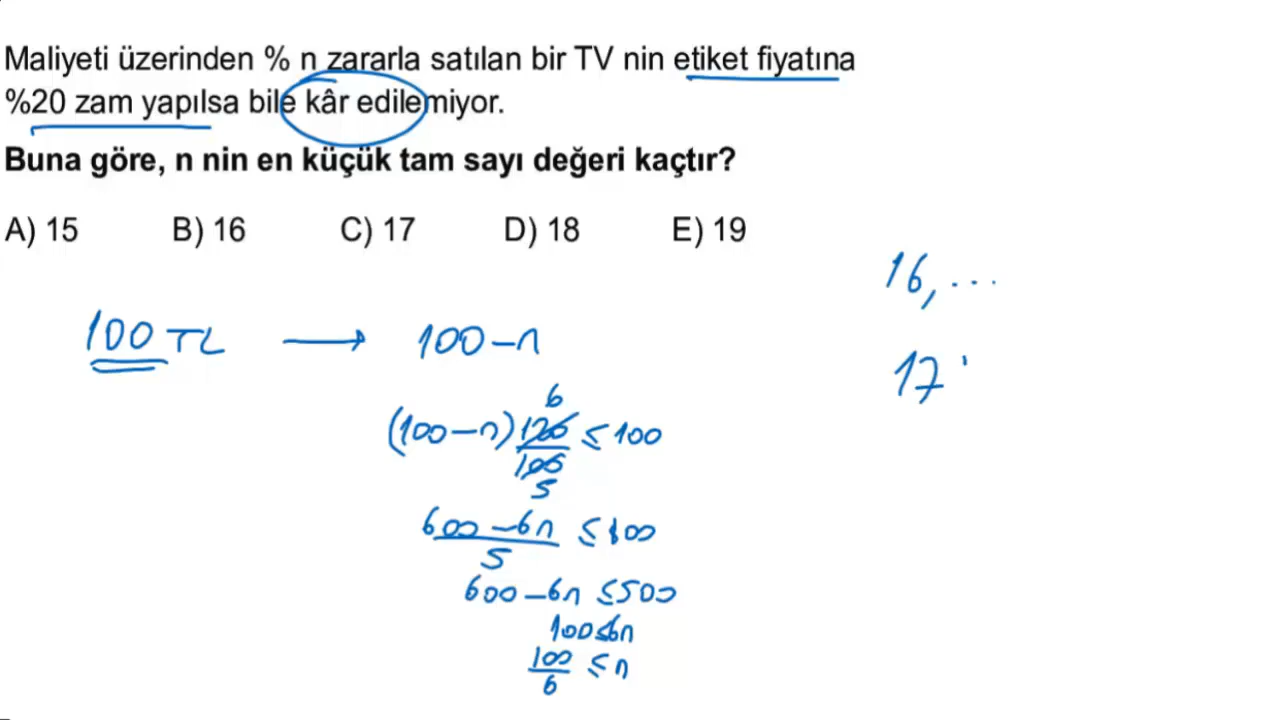 Maliyeti üzerinden % n zararla satılan bir TV nin etiket fiyatına
%20 zam yapılsa bile kâr edilemiyor.
Buna göre, n nin en küçük tam sayı değeri kaçtır?
A) 15 B) 16 C) 17 D) 18 E) 19
16, ...
100 TL → 100-n
17
6
(100-n) 120/100 ≤ 100
5
600-6n/5 ≤ 100
600-6n ≤ 500
100 ≤ 6n
100/6 ≤ n